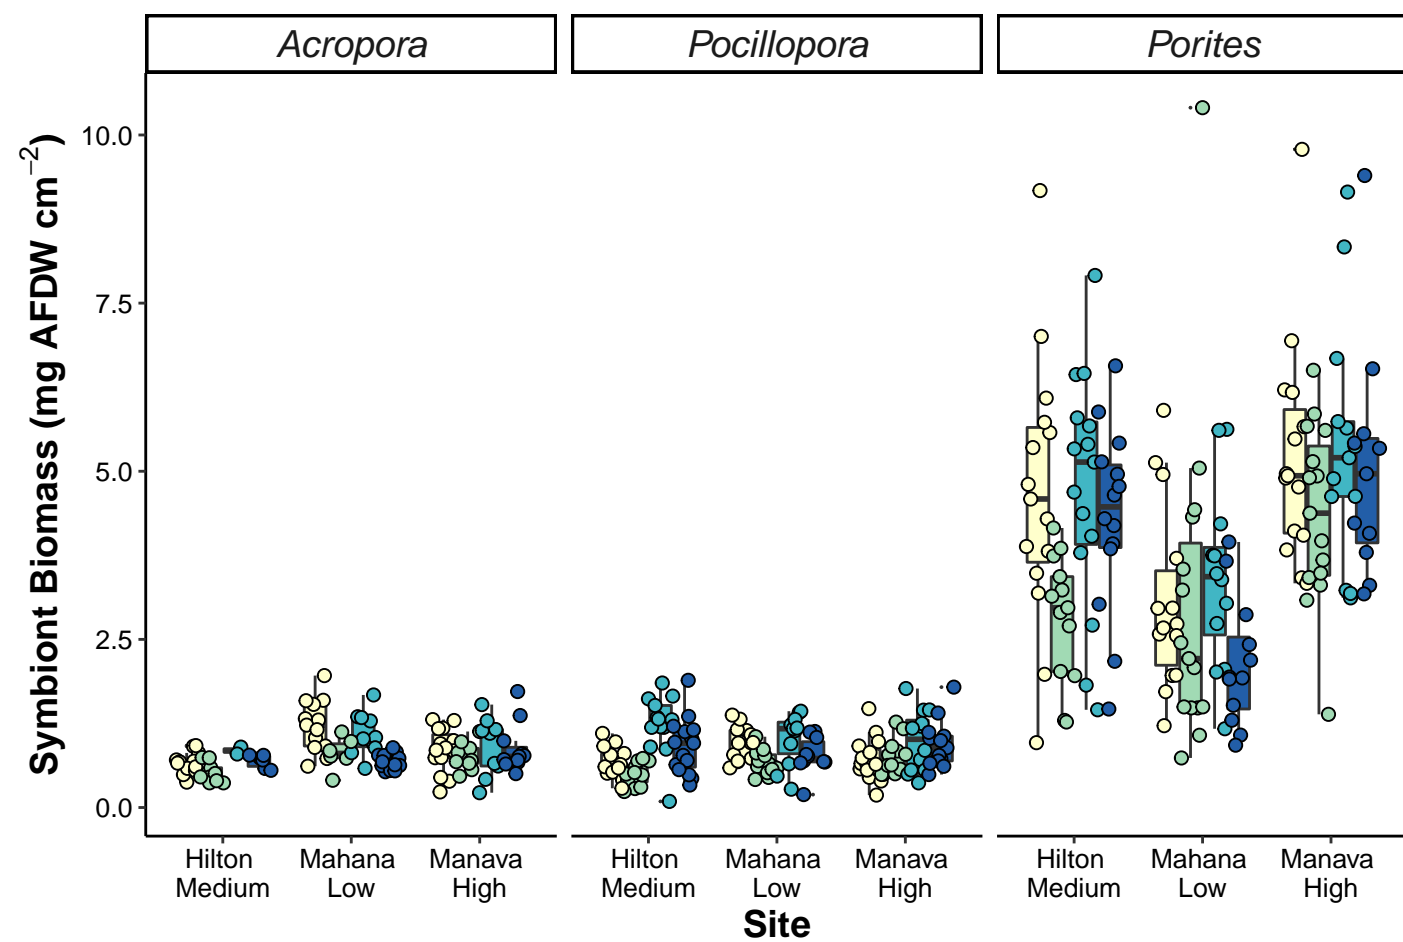 Acropora
Pocillopora
Porites
Symbiont Biomass (mg AFDW cm⁻²)
10.0
7.5
5.0
2.5
0.0
Hilton
Medium
Mahana
Low
Manava
High
Hilton
Medium
Mahana
Low
Manava
High
Hilton
Medium
Mahana
Low
Manava
High
Site